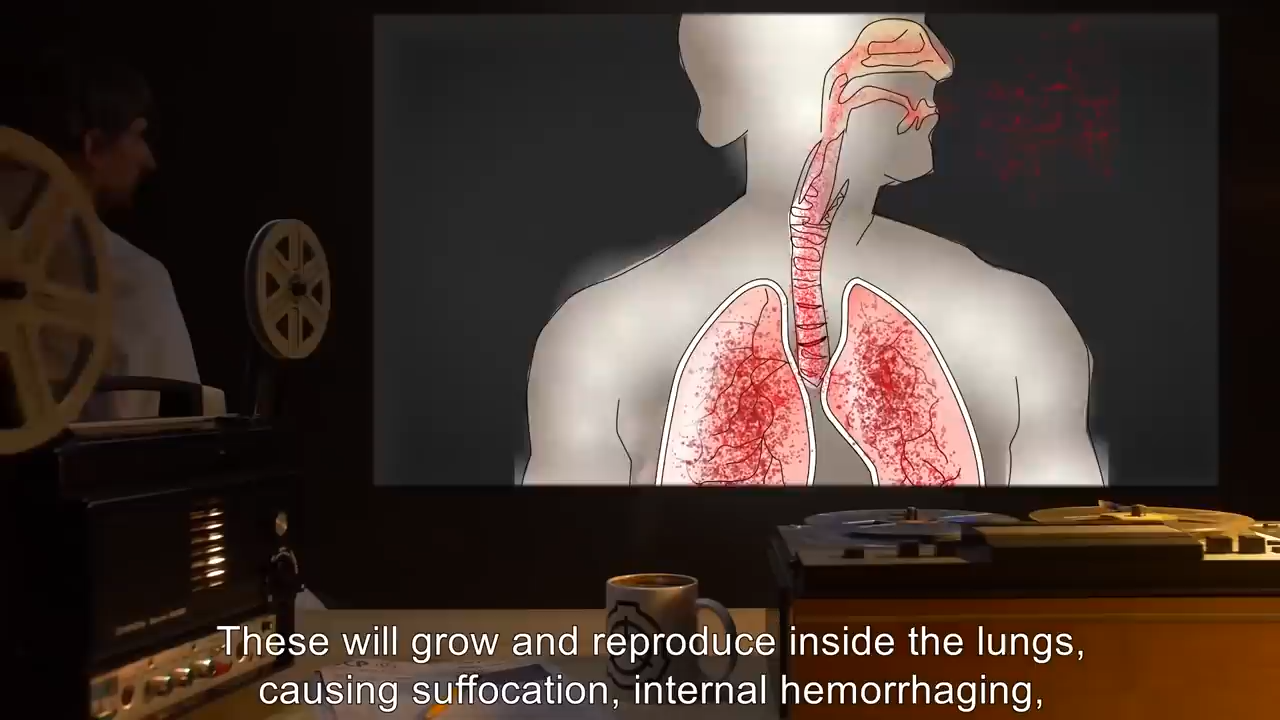 These will grow and reproduce inside the lungs,
causing suffocation, internal hemorrhaging,